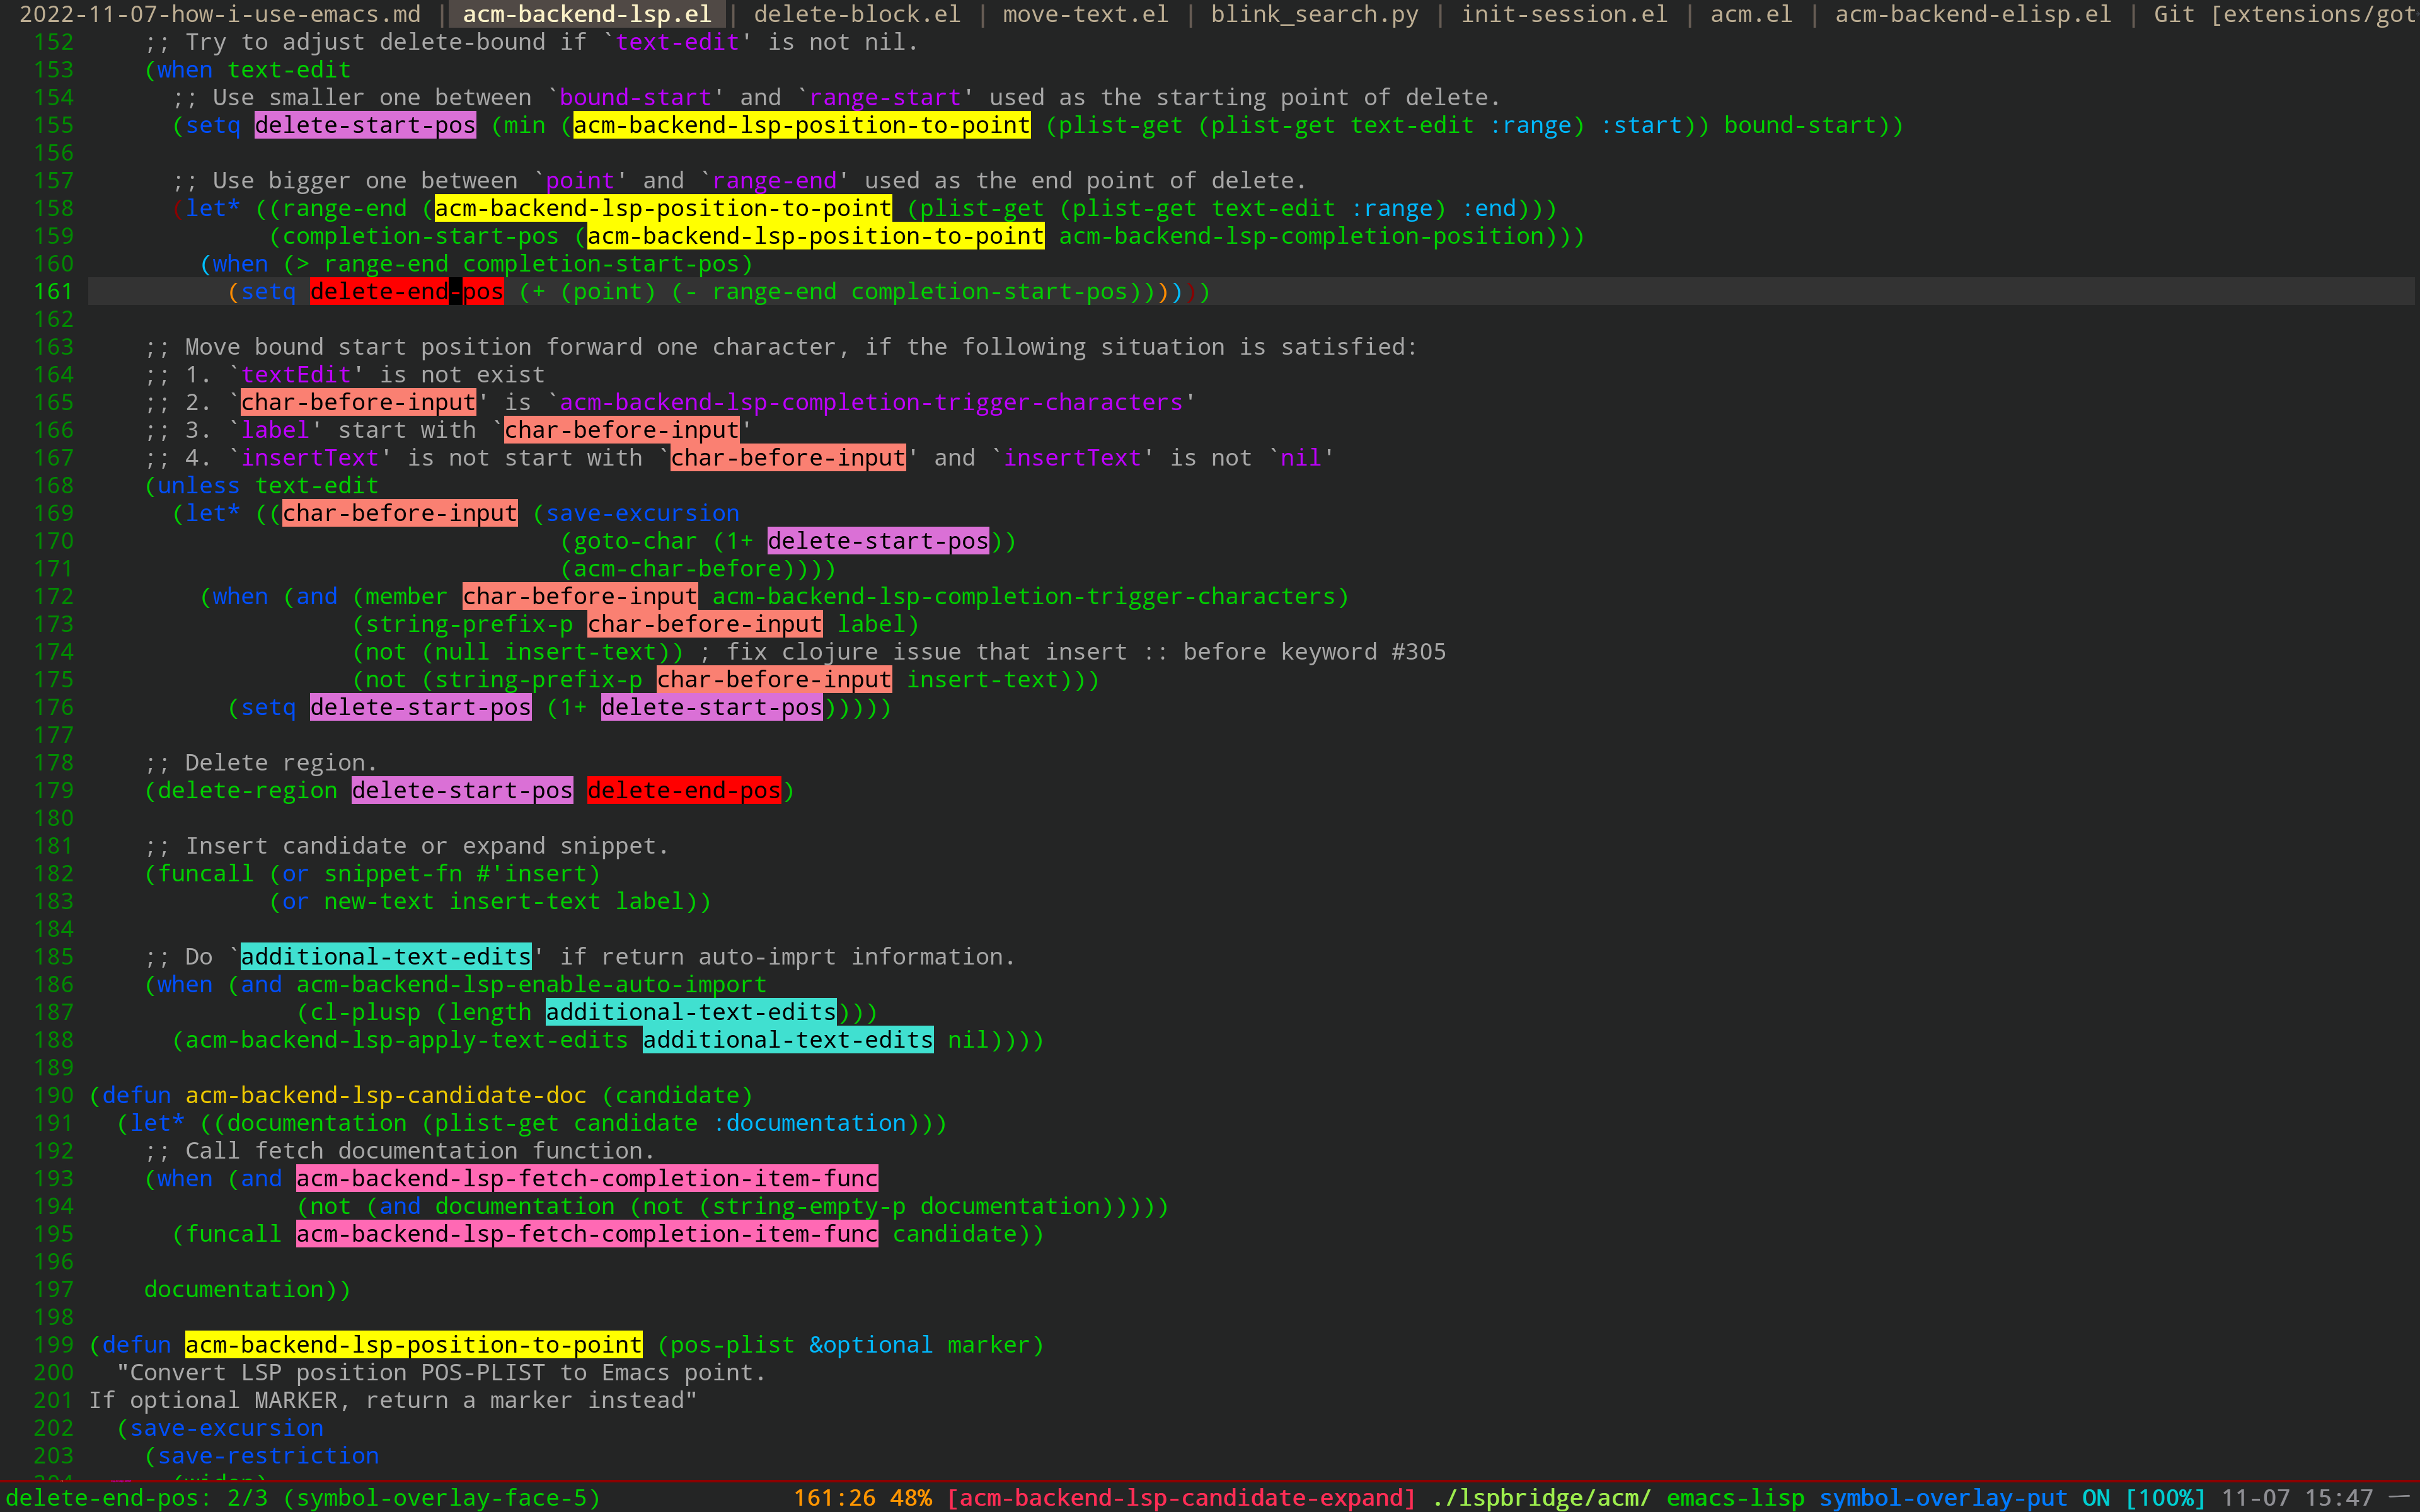 2022-11-07-how-i-use-emacs.md | acm-backend-lsp.el | delete-block.el | move-text.el | blink_search.py | init-session.el | acm.el | acm-backend-elisp.el | Git [extensions/got
152     ;; Try to adjust delete-bound if `text-edit' is not nil.
153     (when text-edit
154       ;; Use smaller one between `bound-start' and `range-start' used as the starting point of delete.
155       (setq delete-start-pos (min (acm-backend-lsp-position-to-point (plist-get (plist-get text-edit :range) :start)) bound-start))
156
157       ;; Use bigger one between `point' and `range-end' used as the end point of delete.
158       (let* ((range-end (acm-backend-lsp-position-to-point (plist-get (plist-get text-edit :range) :end)))
159              (completion-start-pos (acm-backend-lsp-position-to-point acm-backend-lsp-completion-position)))
160         (when (> range-end completion-start-pos)
161           (setq delete-end-pos (+ (point) (- range-end completion-start-pos))))))
162
163     ;; Move bound start position forward one character, if the following situation is satisfied:
164     ;; 1. `textEdit' is not exist
165     ;; 2. `char-before-input' is `acm-backend-lsp-completion-trigger-characters'
166     ;; 3. `label' start with `char-before-input'
167     ;; 4. `insertText' is not start with `char-before-input' and `insertText' is not `nil'
168     (unless text-edit
169       (let* ((char-before-input (save-excursion
170                                   (goto-char (1+ delete-start-pos))
171                                   (acm-char-before))))
172         (when (and (member char-before-input acm-backend-lsp-completion-trigger-characters)
173                    (string-prefix-p char-before-input label)
174                    (not (null insert-text)) ; fix clojure issue that insert :: before keyword #305
175                    (not (string-prefix-p char-before-input insert-text)))
176           (setq delete-start-pos (1+ delete-start-pos)))))
177
178     ;; Delete region.
179     (delete-region delete-start-pos delete-end-pos)
180
181     ;; Insert candidate or expand snippet.
182     (funcall (or snippet-fn #'insert)
183              (or new-text insert-text label))
184
185     ;; Do `additional-text-edits' if return auto-imprt information.
186     (when (and acm-backend-lsp-enable-auto-import
187                (cl-plusp (length additional-text-edits)))
188       (acm-backend-lsp-apply-text-edits additional-text-edits nil))))
189
190 (defun acm-backend-lsp-candidate-doc (candidate)
191   (let* ((documentation (plist-get candidate :documentation)))
192     ;; Call fetch documentation function.
193     (when (and acm-backend-lsp-fetch-completion-item-func
194                (not (and documentation (not (string-empty-p documentation)))))
195       (funcall acm-backend-lsp-fetch-completion-item-func candidate))
196
197     documentation))
198
199 (defun acm-backend-lsp-position-to-point (pos-plist &optional marker)
200   "Convert LSP position POS-PLIST to Emacs point.
201 If optional MARKER, return a marker instead"
202   (save-excursion
203     (save-restriction
delete-end-pos: 2/3 (symbol-overlay-face-5) 161:26 48% [acm-backend-lsp-candidate-expand] ./lspbridge/acm/ emacs-lisp symbol-overlay-put ON [100%] 11-07 15:47 一